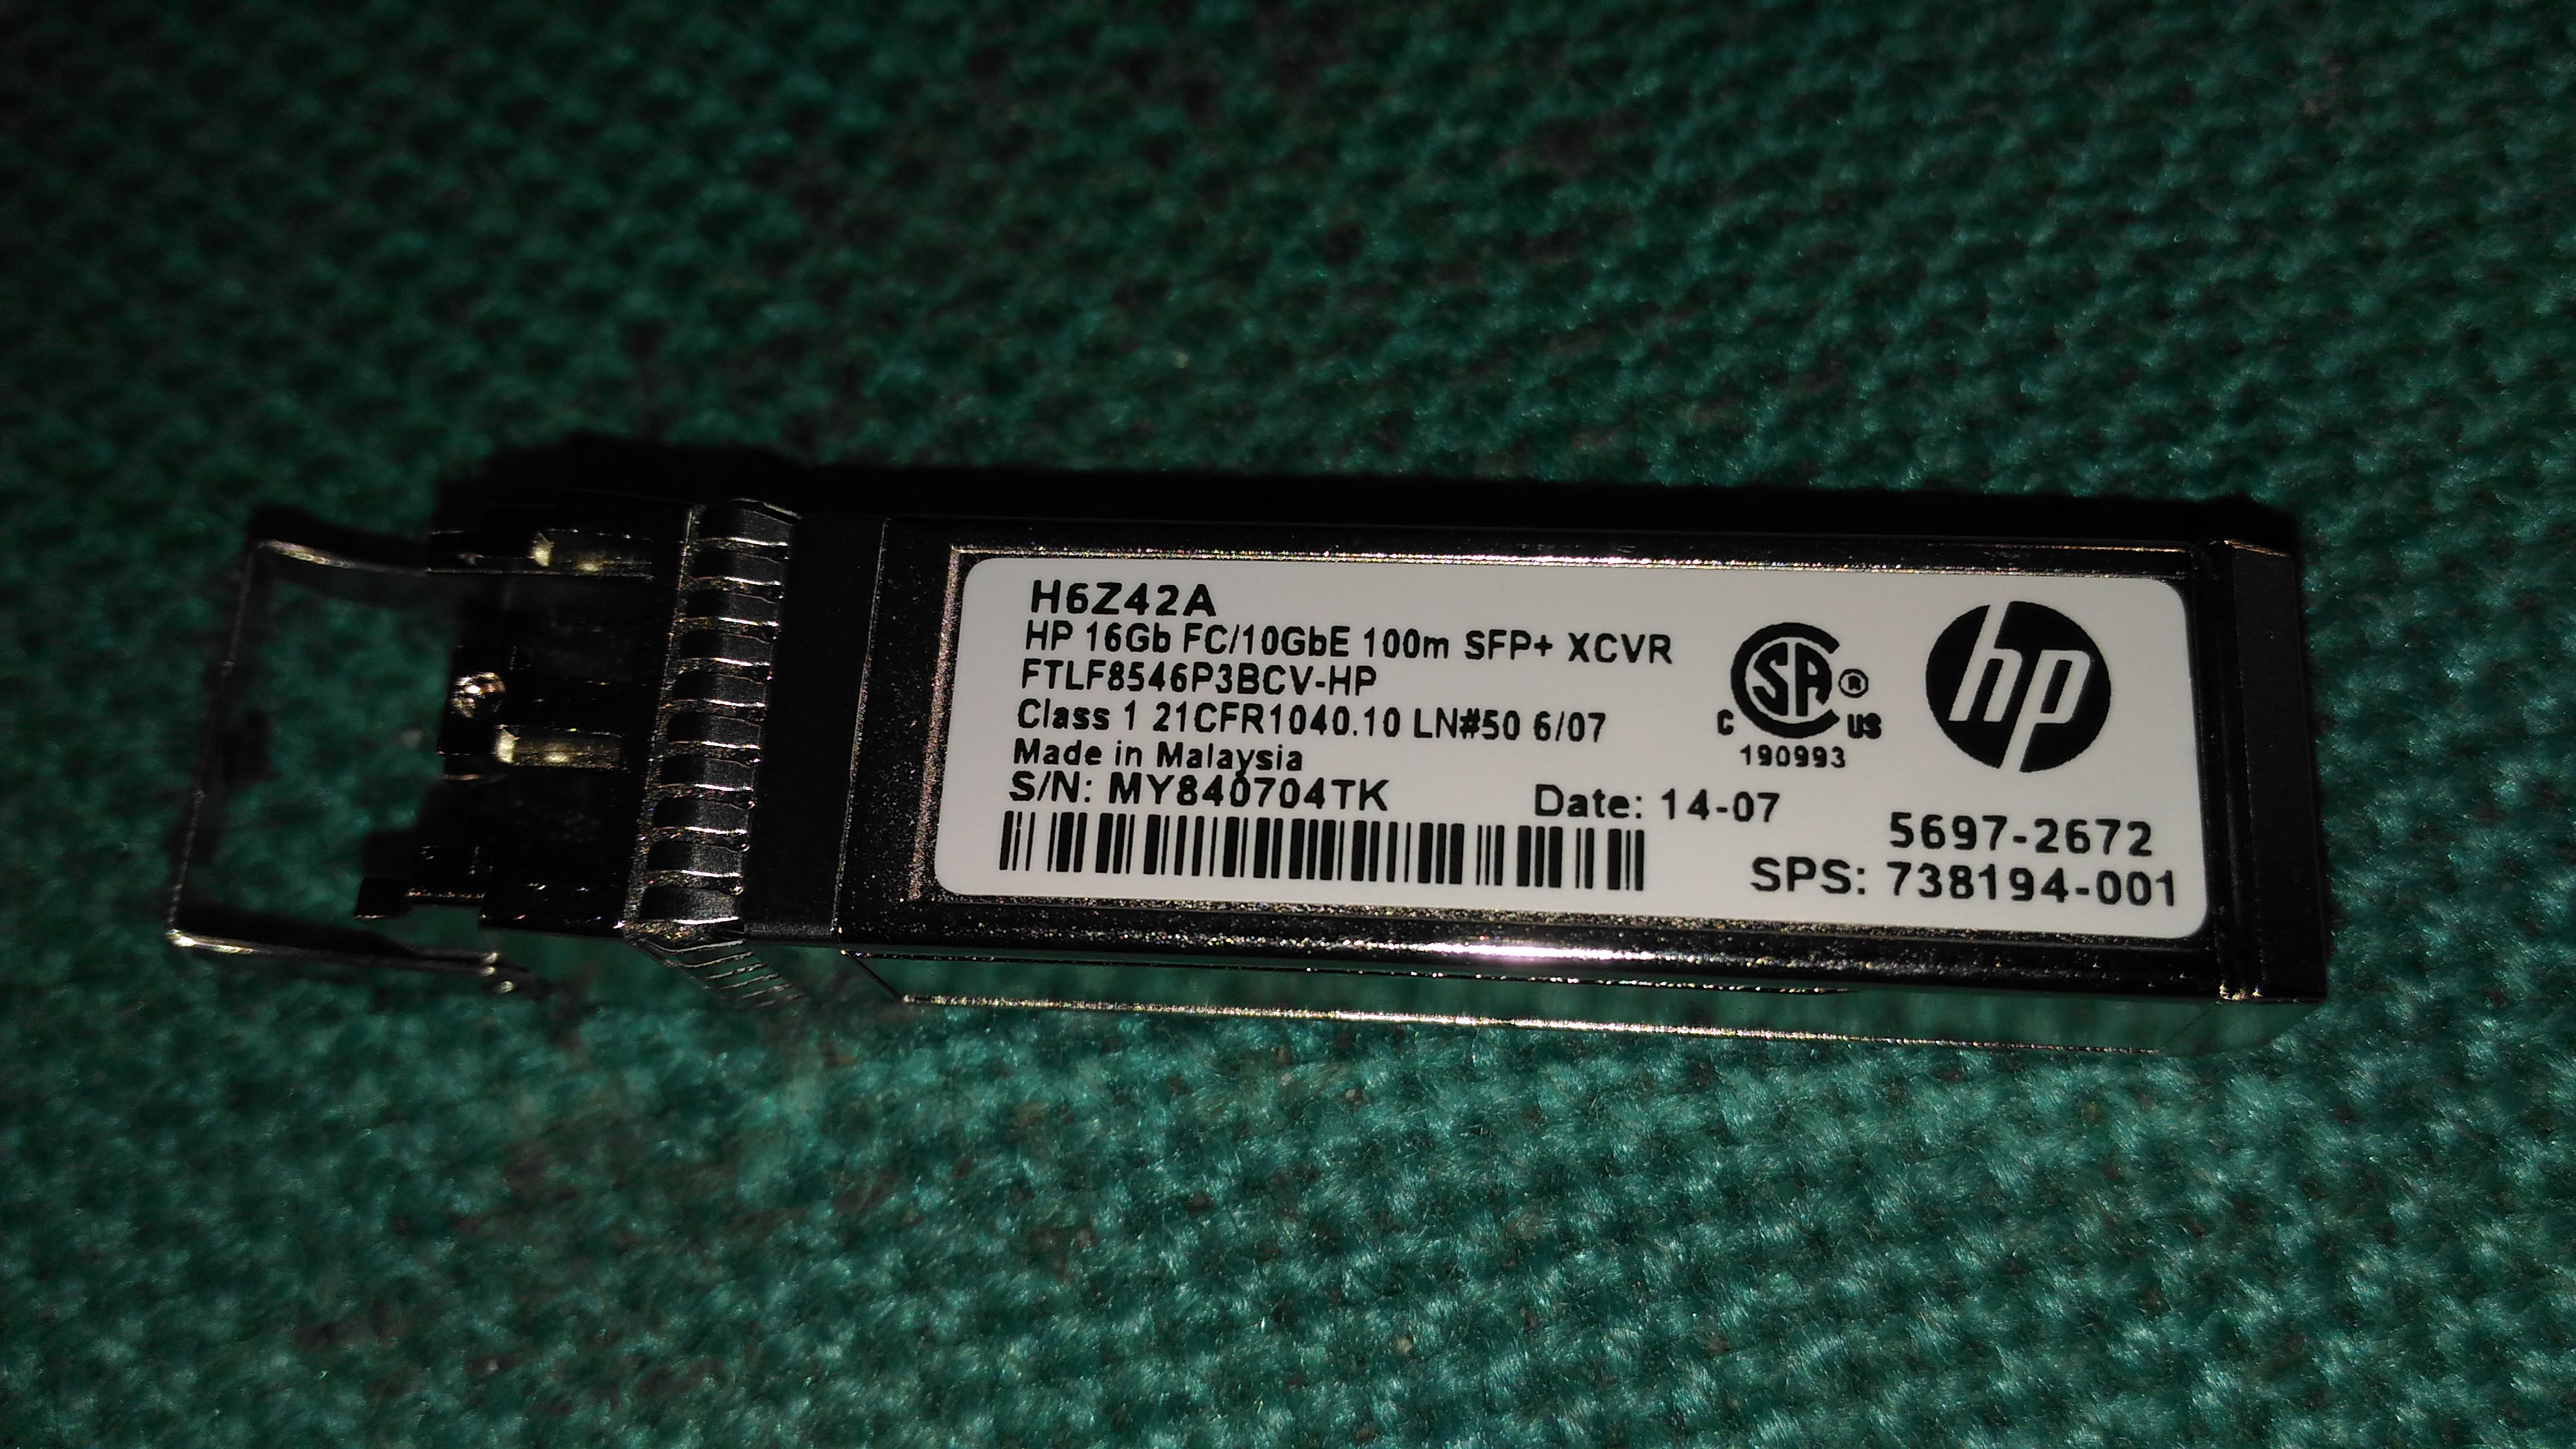 H6Z42A
HP 16Gb FC/10GbE 100m SFP+ XCVR
FTLF8546P3BCV-HP
Class 1 21CFR1040.10 LN#50 6/07
Made in Malaysia
S/N: MY840704TK
Date: 14-07
C SA ® US
190993
hp
5697-2672
SPS: 738194-001